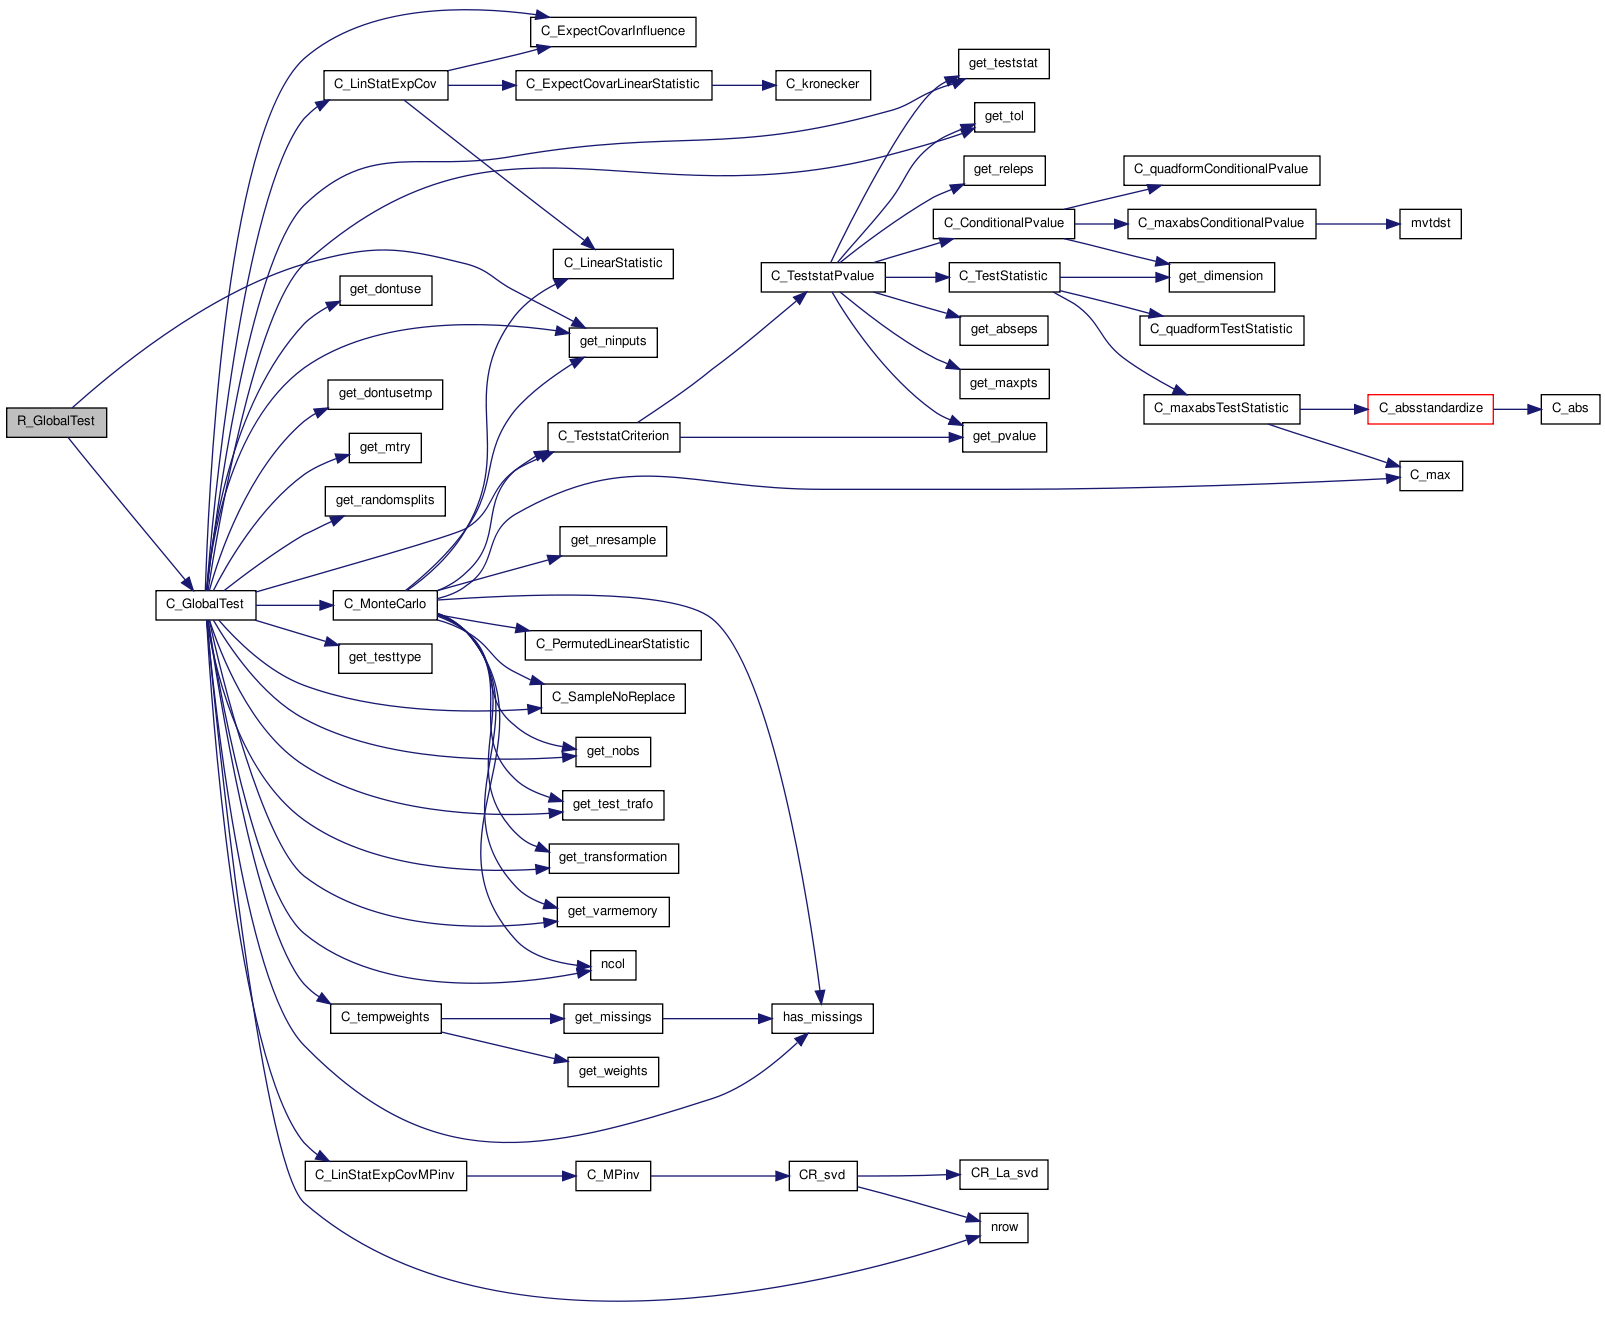 C_ExpectCovarInfluence
get_teststat
C_LinStatExpCov
C_ExpectCovarLinearStatistic
C_kronecker
get_tol
get_releps
C_quadformConditionalPvalue
C_ConditionalPvalue
C_maxabsConditionalPvalue
mvtdst
C_LinearStatistic
C_TeststatPvalue
C_TestStatistic
get_dimension
get_dontuse
get_abseps
C_quadformTestStatistic
get_ninputs
get_maxpts
get_dontusetmp
C_maxabsTestStatistic
C_absstandardize
C_abs
R_GlobalTest
get_mtry
C_TeststatCriterion
get_pvalue
C_max
get_randomsplits
get_nresample
C_GlobalTest
C_MonteCarlo
C_PermutedLinearStatistic
get_testtype
C_SampleNoReplace
get_nobs
get_test_trafo
get_transformation
get_varmemory
ncol
C_tempweights
get_missings
has_missings
get_weights
C_LinStatExpCovMPinv
C_MPinv
CR_svd
CR_La_svd
nrow